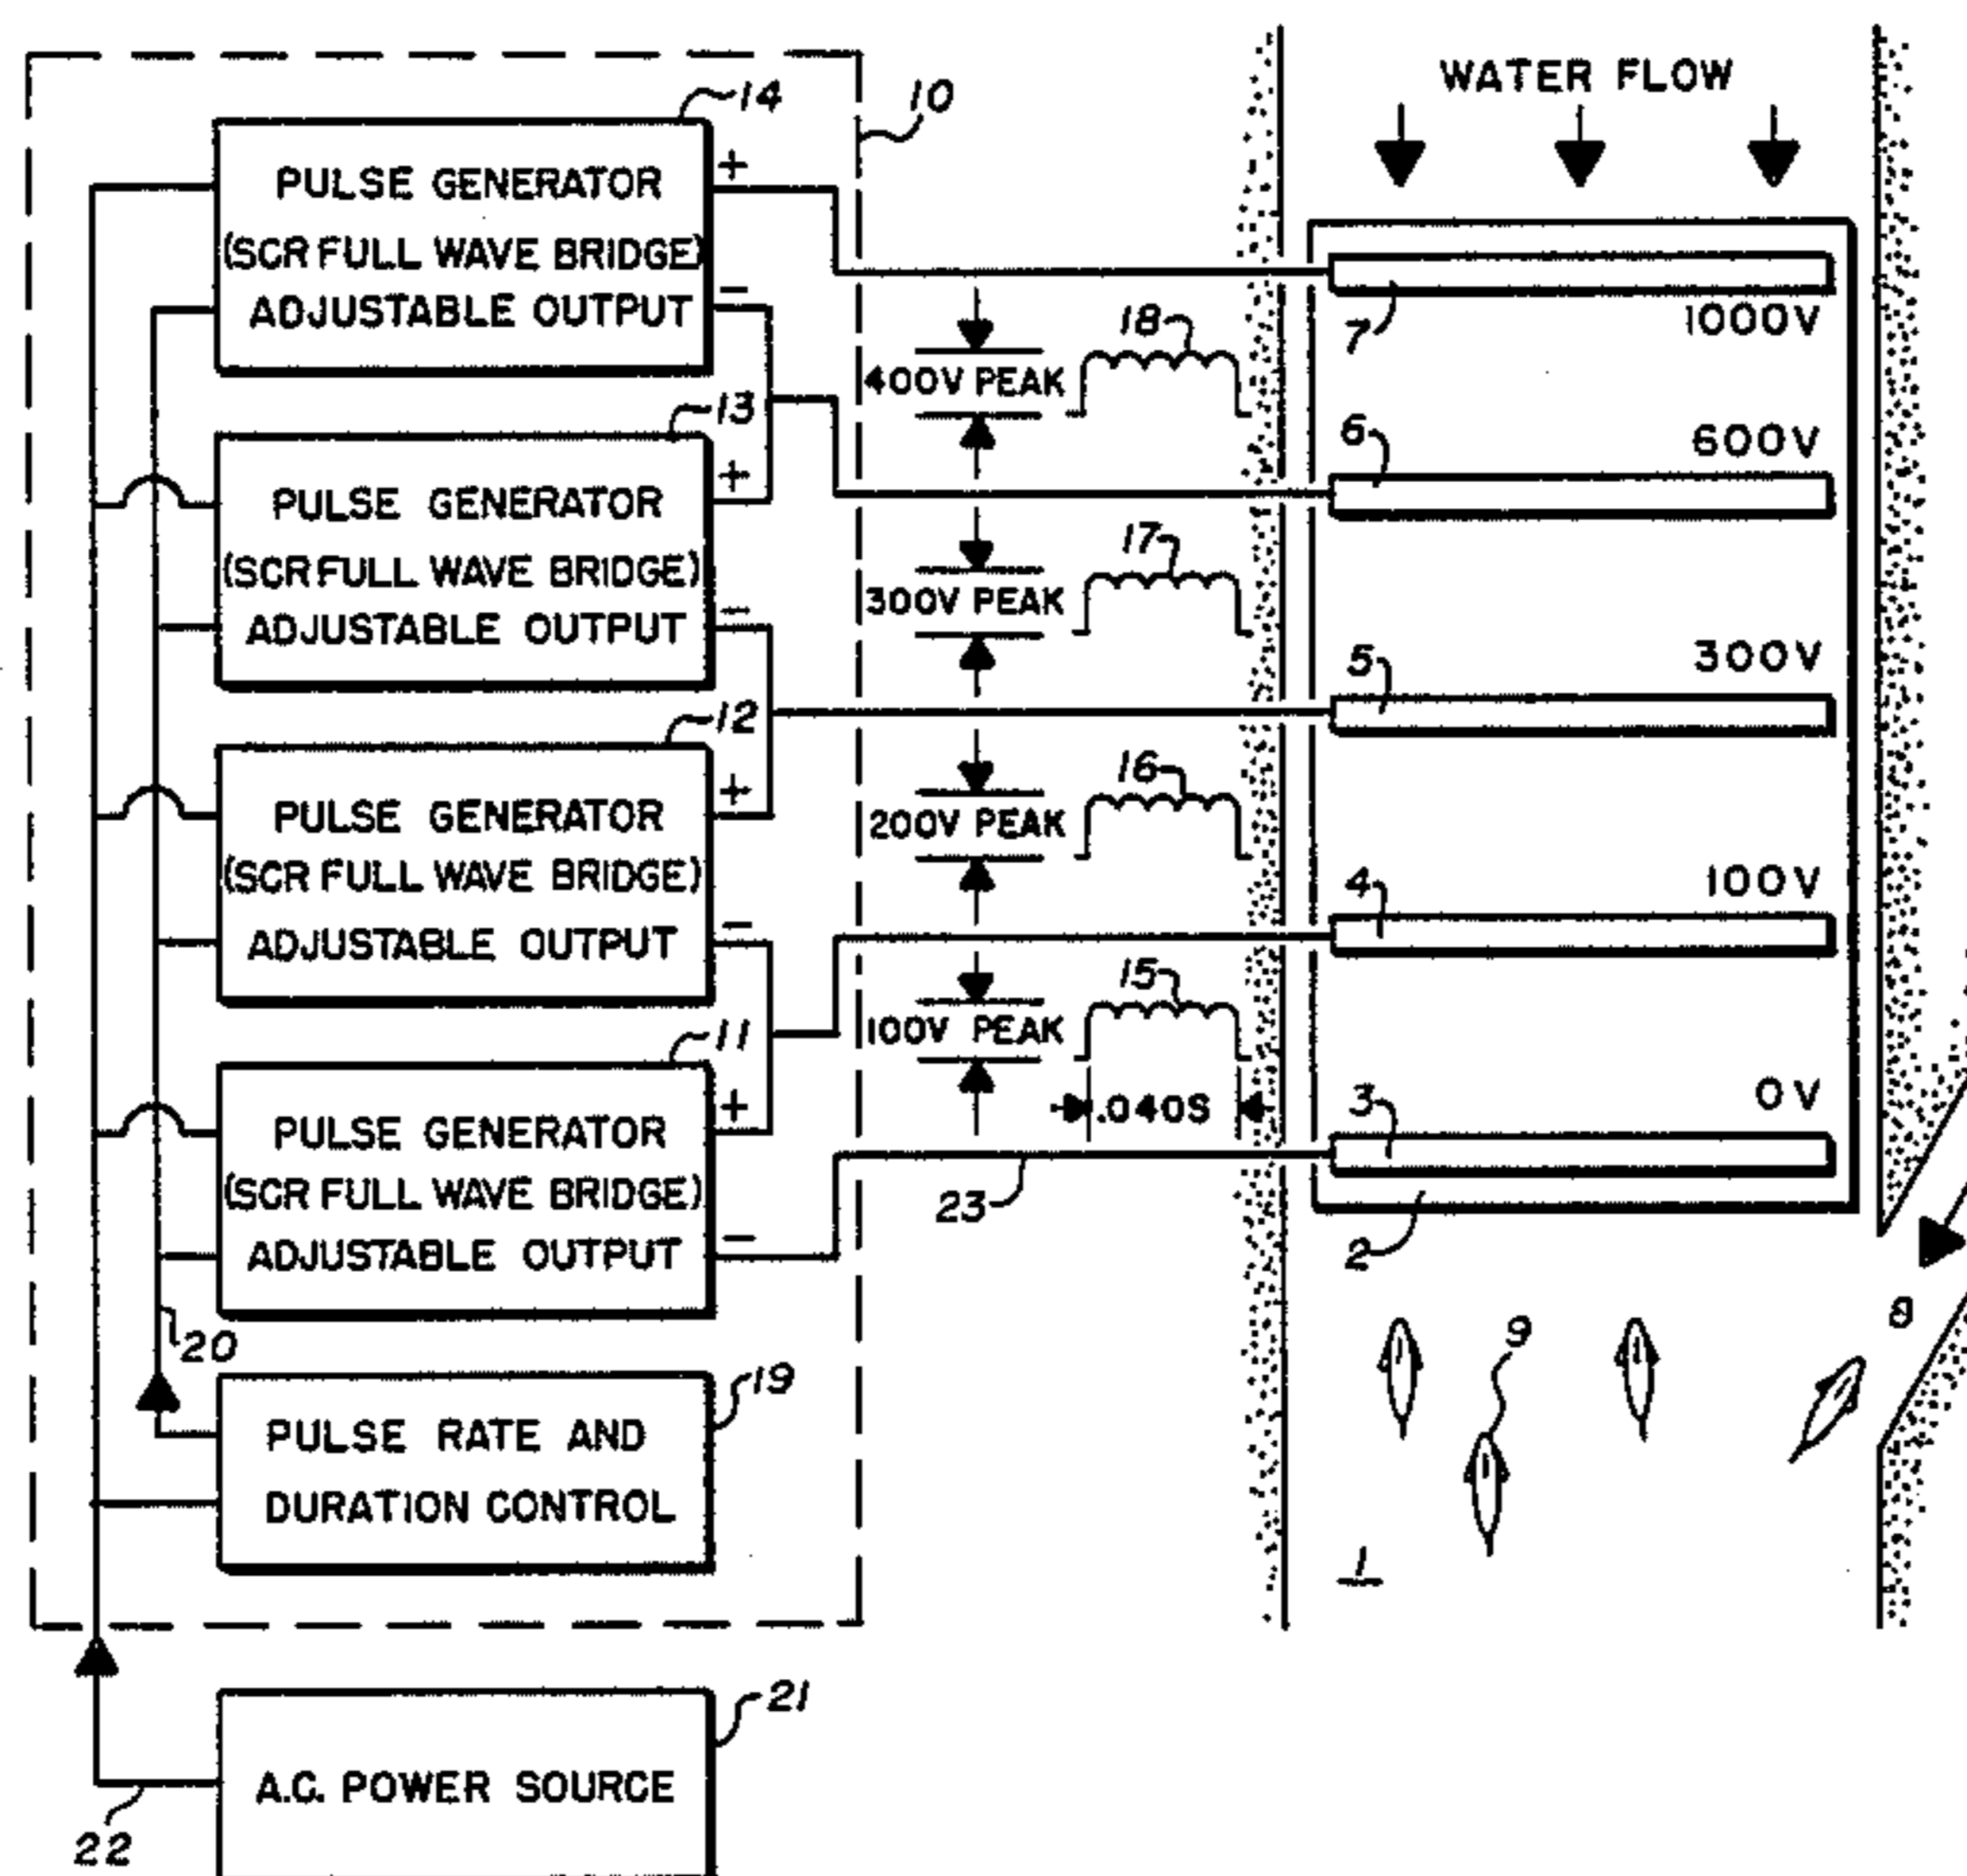 14
10
WATER FLOW
PULSE GENERATOR
(SCR FULL WAVE BRIDGE)
ADJUSTABLE OUTPUT
+
−
18
400V PEAK
7
1000V
13
PULSE GENERATOR
(SCR FULL WAVE BRIDGE)
ADJUSTABLE OUTPUT
+
−
6
600V
17
300V PEAK
5
300V
12
PULSE GENERATOR
(SCR FULL WAVE BRIDGE)
ADJUSTABLE OUTPUT
+
−
16
200V PEAK
4
100V
15
100V PEAK
.040S
11
PULSE GENERATOR
(SCR FULL WAVE BRIDGE)
ADJUSTABLE OUTPUT
+
−
3
0V
23
2
8
20
9
19
PULSE RATE AND
DURATION CONTROL
1
21
A.C. POWER SOURCE
22